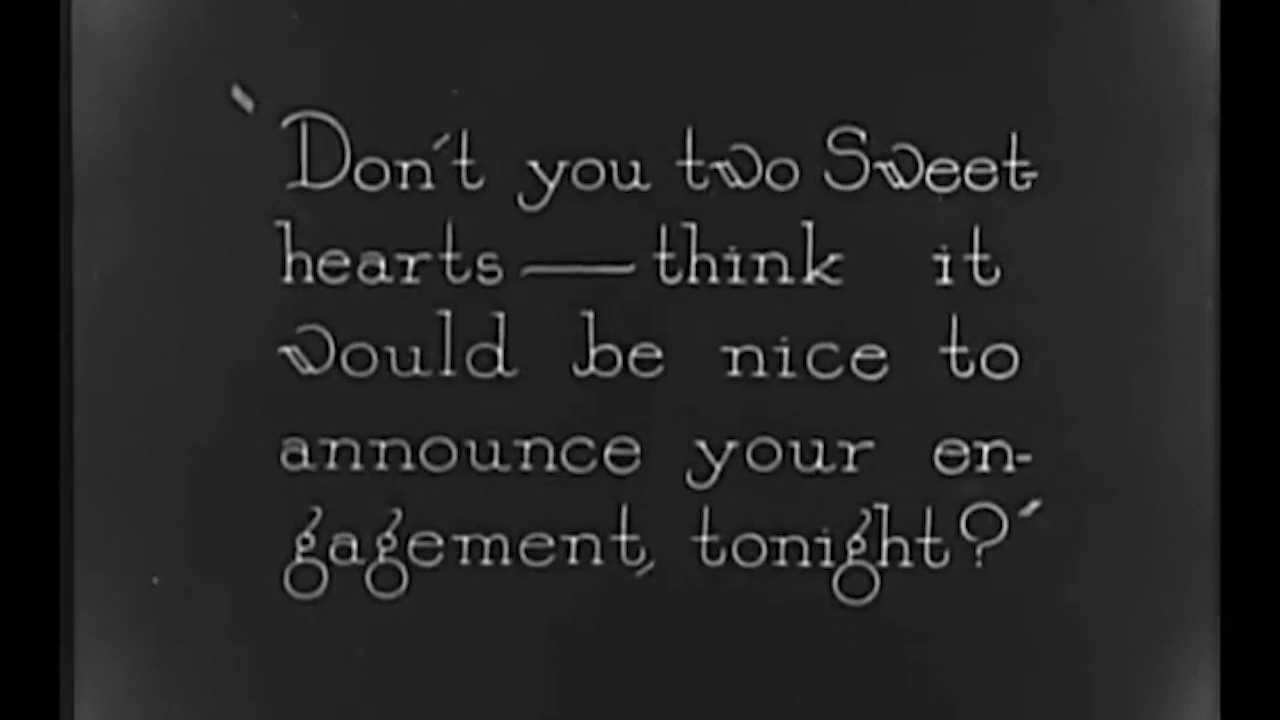 `Don´t you two Sweet-
hearts — think it
would be nice to
announce your en-
gagement, tonight?´